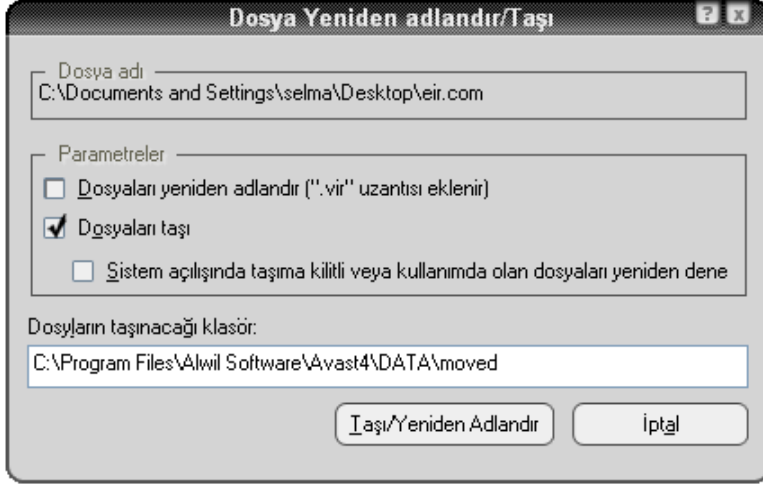 Dosya Yeniden adlandır/Taşı
Dosya adı
C:\Documents and Settings\selma\Desktop\eir.com
Parametreler
Dosyaları yeniden adlandır (".vir" uzantısı eklenir)
Dosyaları taşı
Sistem açılışında taşıma kilitli veya kullanımda olan dosyaları yeniden dene
Dosyların taşınacağı klasör:
C:\Program Files\Alwil Software\Avast4\DATA\moved
Taşı/Yeniden Adlandır
İptal